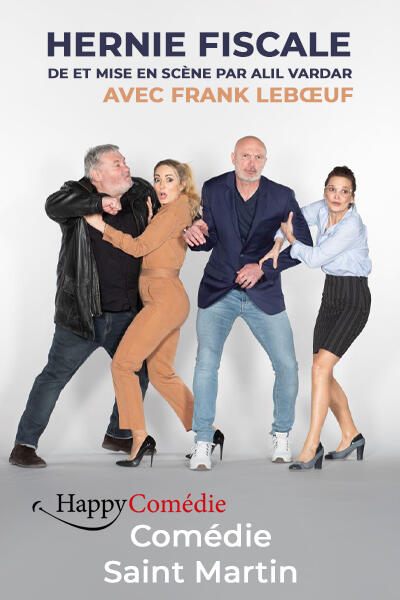 HERNIE FISCALE
DE ET MISE EN SCÈNE PAR ALIL VARDAR
AVEC FRANK LEBŒUF
HappyComédie
Comédie
Saint Martin